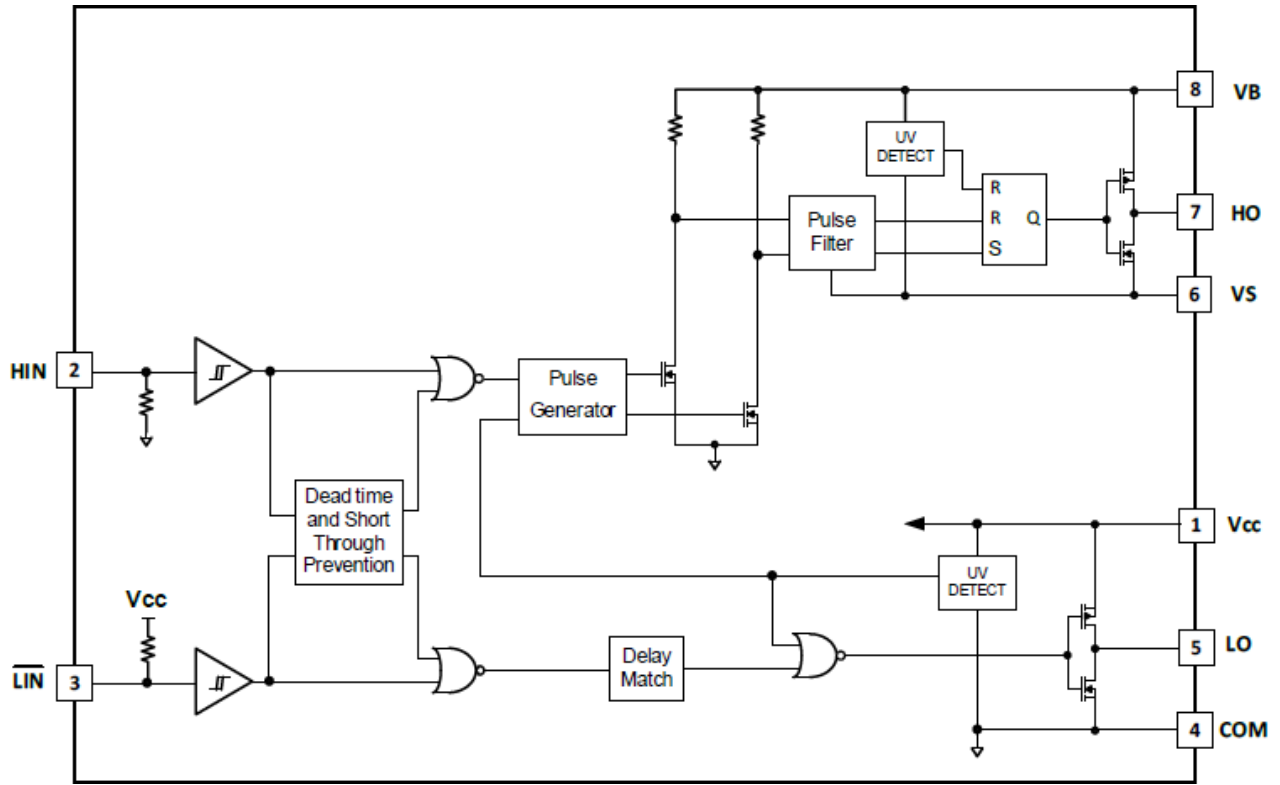 8
VB
UV
DETECT
R
R
Q
S
Pulse
Filter
7
HO
6
VS
HIN
2
Pulse
Generator
Dead time
and Short
Through
Prevention
1
Vcc
UV
DETECT
Vcc
LIN
3
Delay
Match
5
LO
4
COM